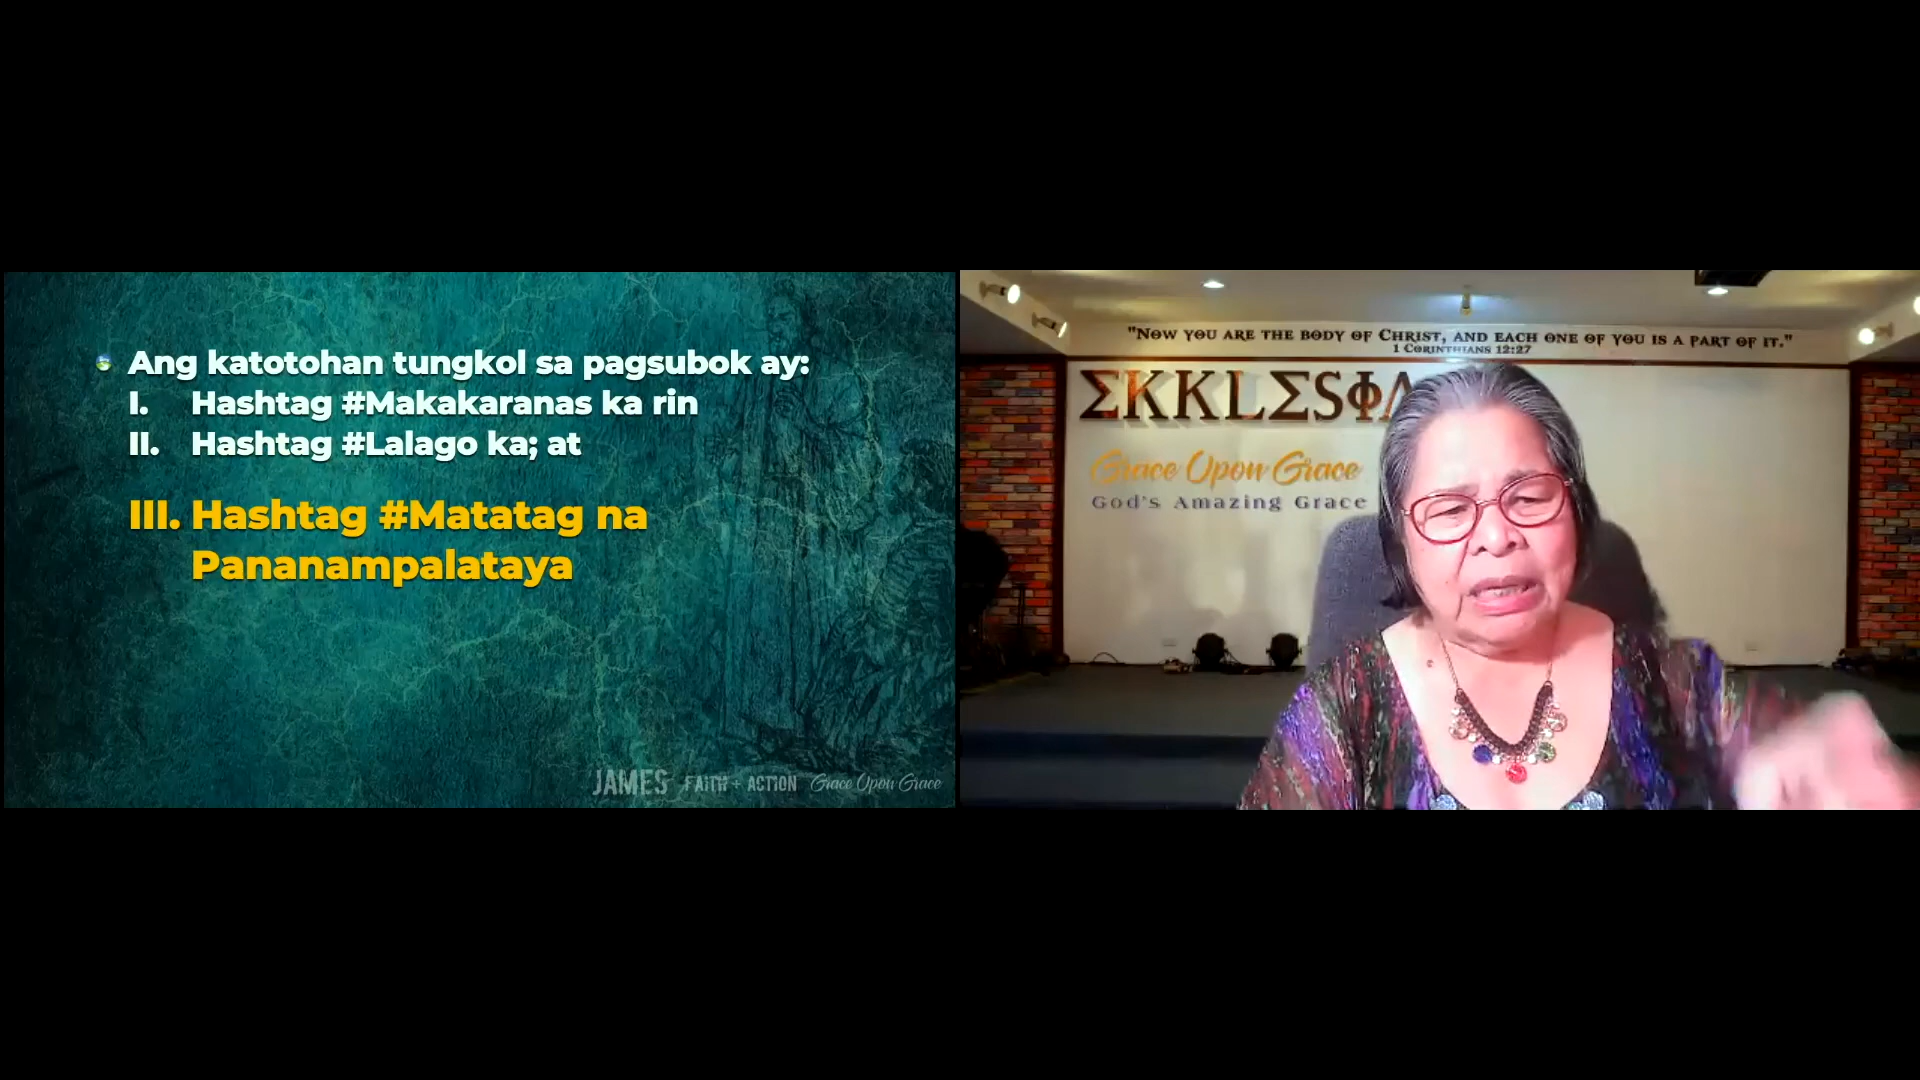 Ang katotohan tungkol sa pagsubok ay:
I. Hashtag #Makakaranas ka rin
II. Hashtag #Lalago ka; at
III. Hashtag #Matatag na
Pananampalataya
JAMES FAITH + ACTION Grace Upon Grace
"Now you are the body of Christ, and each one of you is a part of it."
1 Corinthians 12:27
ΣKKLΣSΦΛ
Grace Upon Grace
God's Amazing Grace